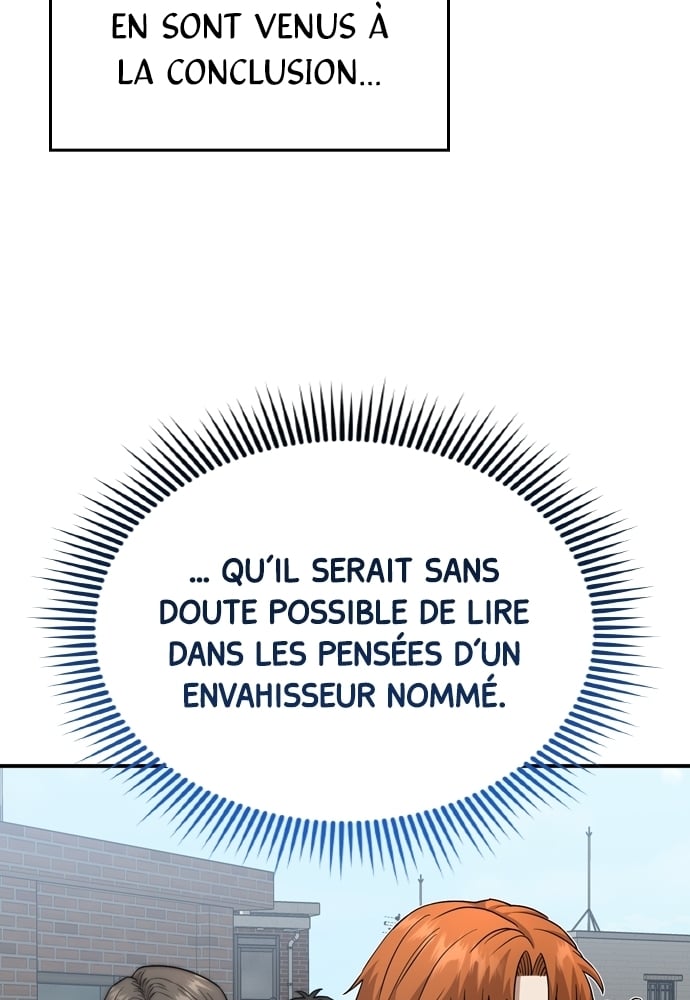 EN SONT VENUS À
LA CONCLUSION...
... QU'IL SERAIT SANS
DOUTE POSSIBLE DE LIRE
DANS LES PENSÉES D'UN
ENVAHISSEUR NOMMÉ.